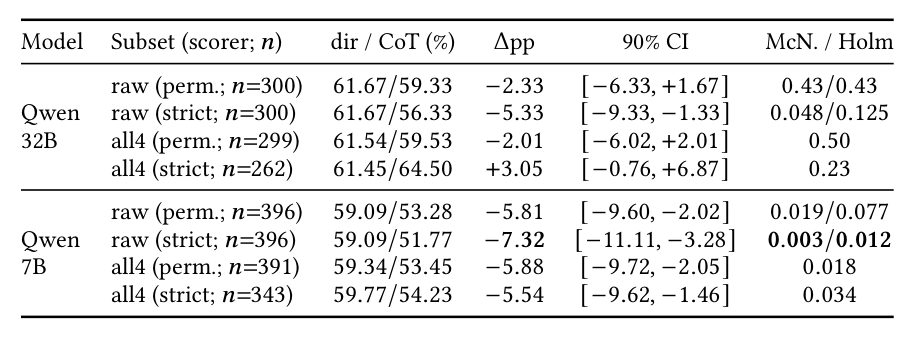 Model Subset (scorer; n) dir / CoT (%) Δpp 90% CI McN. / Holm
raw (perm.; n=300) 61.67/59.33 −2.33 [−6.33, +1.67] 0.43/0.43
Qwen raw (strict; n=300) 61.67/56.33 −5.33 [−9.33, −1.33] 0.048/0.125
32B all4 (perm.; n=299) 61.54/59.53 −2.01 [−6.02, +2.01] 0.50
all4 (strict; n=262) 61.45/64.50 +3.05 [−0.76, +6.87] 0.23
raw (perm.; n=396) 59.09/53.28 −5.81 [−9.60, −2.02] 0.019/0.077
Qwen raw (strict; n=396) 59.09/51.77 −7.32 [−11.11, −3.28] 0.003/0.012
7B all4 (perm.; n=391) 59.34/53.45 −5.88 [−9.72, −2.05] 0.018
all4 (strict; n=343) 59.77/54.23 −5.54 [−9.62, −1.46] 0.034